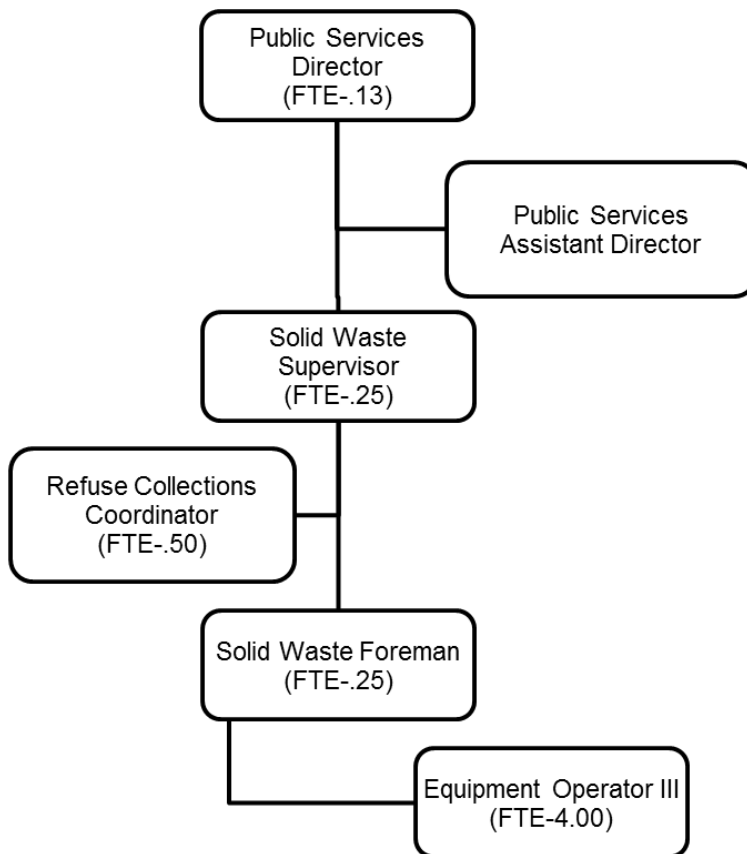 Public Services
Director
(FTE-.13)
Public Services
Assistant Director
Solid Waste
Supervisor
(FTE-.25)
Refuse Collections
Coordinator
(FTE-.50)
Solid Waste Foreman
(FTE-.25)
Equipment Operator III
(FTE-4.00)